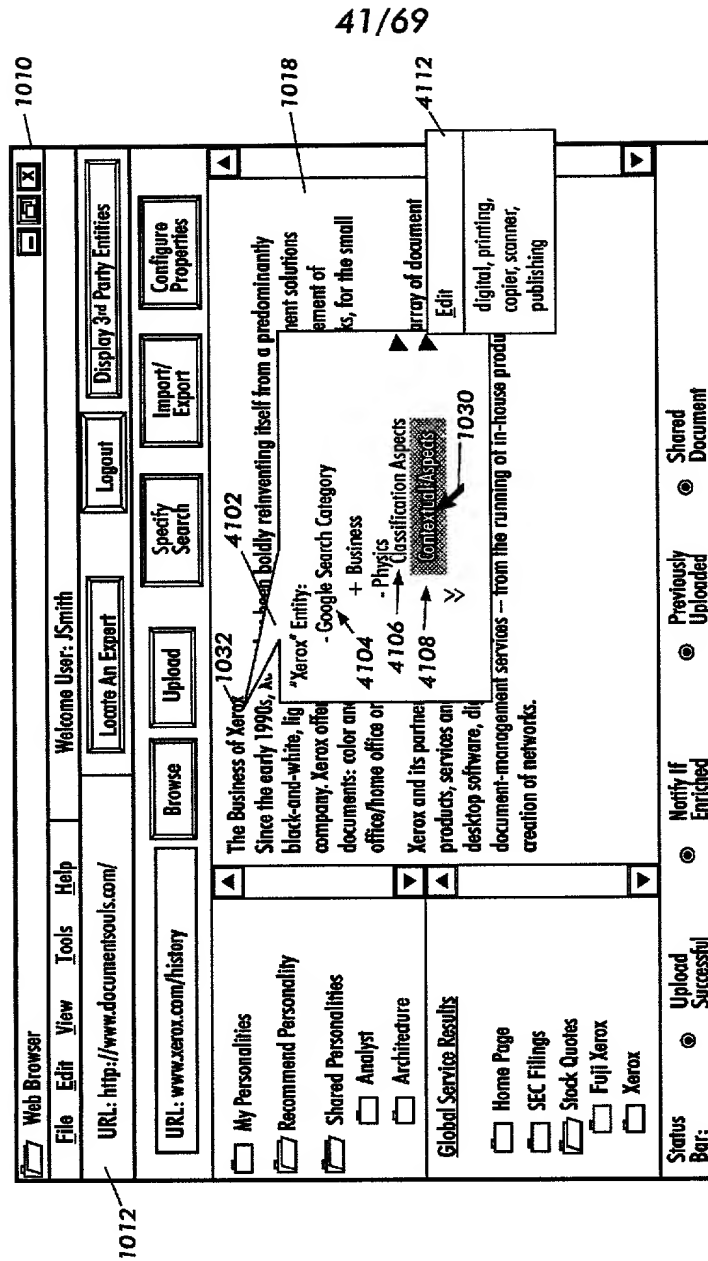 41/69
1010
Web Browser
File Edit View Tools Help
Welcome User: JSmith
1012
URL: http://www.documentsouls.com/
Locate An Expert
Logout
Display 3rd Party Entities
URL: www.xerox.com/history
Browse
Upload
Specify Search
Import/Export
Configure Properties
My Personalities
Recommend Personality
Shared Personalities
Analyst
Architecture
Global Service Results
Home Page
SEC Filings
Stock Quotes
Fuji Xerox
Xerox
1032
4102
1018
The Business of Xerox
Since the early 1990s, been boldly reinventing itself from a predominantly
black-and-white, lig
company. Xerox offe ment solutions
documents: color and ement of
office/home office or ks, for the small
Xerox and its partne array of document
products, services an
desktop software, di
document-management services – from the running of in-house produ
creation of networks.
"Xerox" Entity:
- Google Search Category
+ Business
- Physics
Classification Aspects
Contextual Aspects
4104
4106
4108
1030
4112
Edit
digital, printing,
copier, scanner,
publishing
Status Bar:
Upload Successful
Notify If Enriched
Previously Uploaded
Shared Document